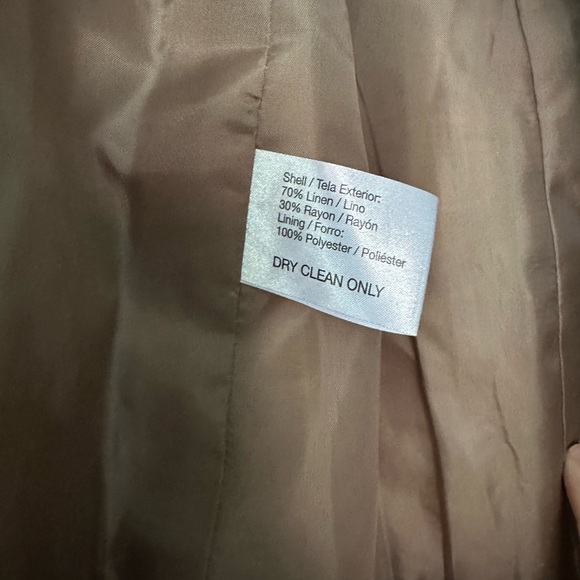 Shell / Tela Exterior:
70% Linen / Lino
30% Rayon / Rayón
Lining / Forro:
100% Polyester / Poliéster
DRY CLEAN ONLY